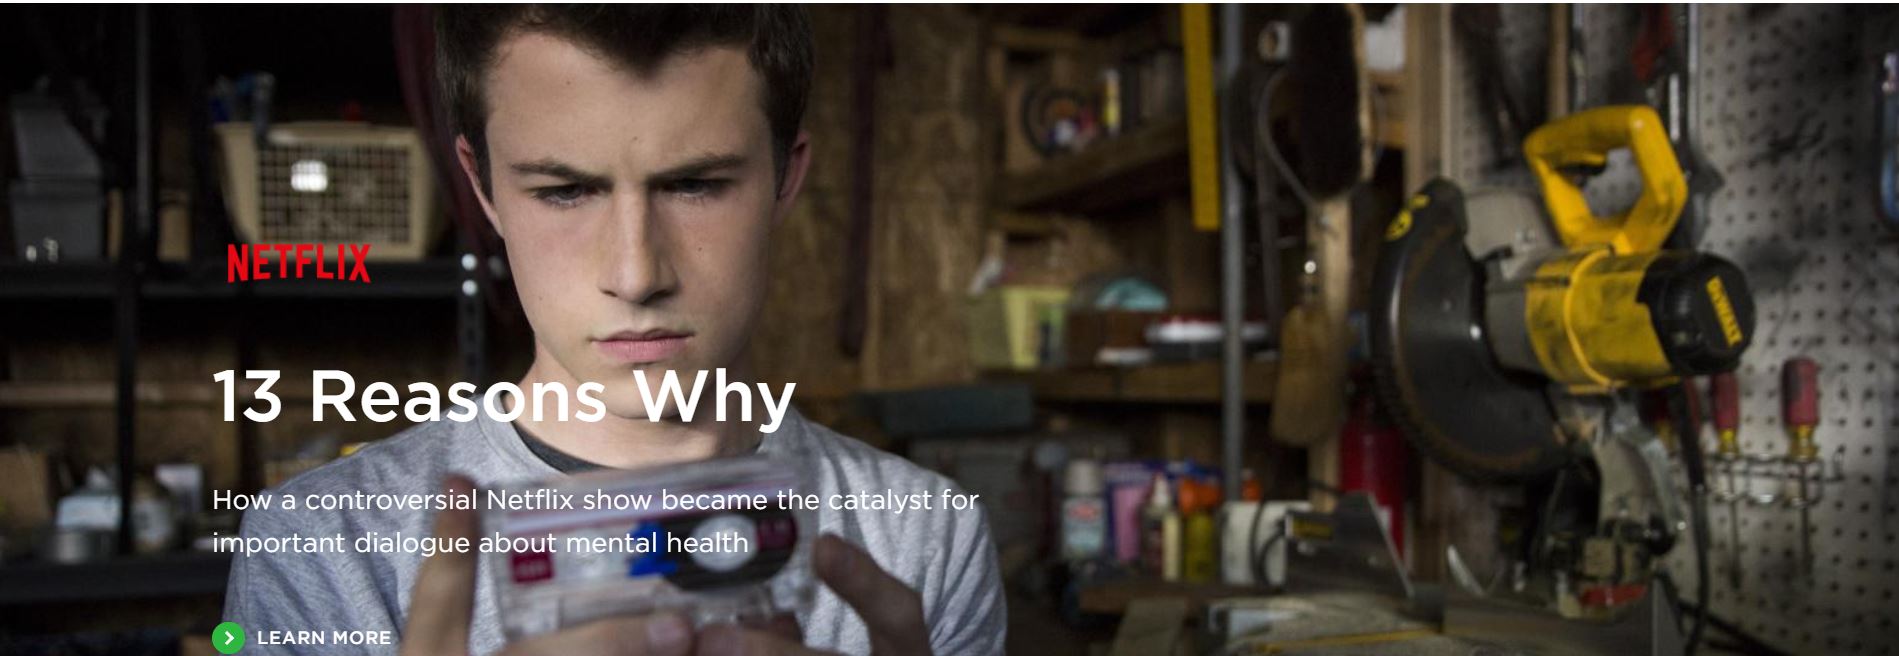 NETFLIX
13 Reasons Why
How a controversial Netflix show became the catalyst for
important dialogue about mental health
LEARN MORE
DEWALT